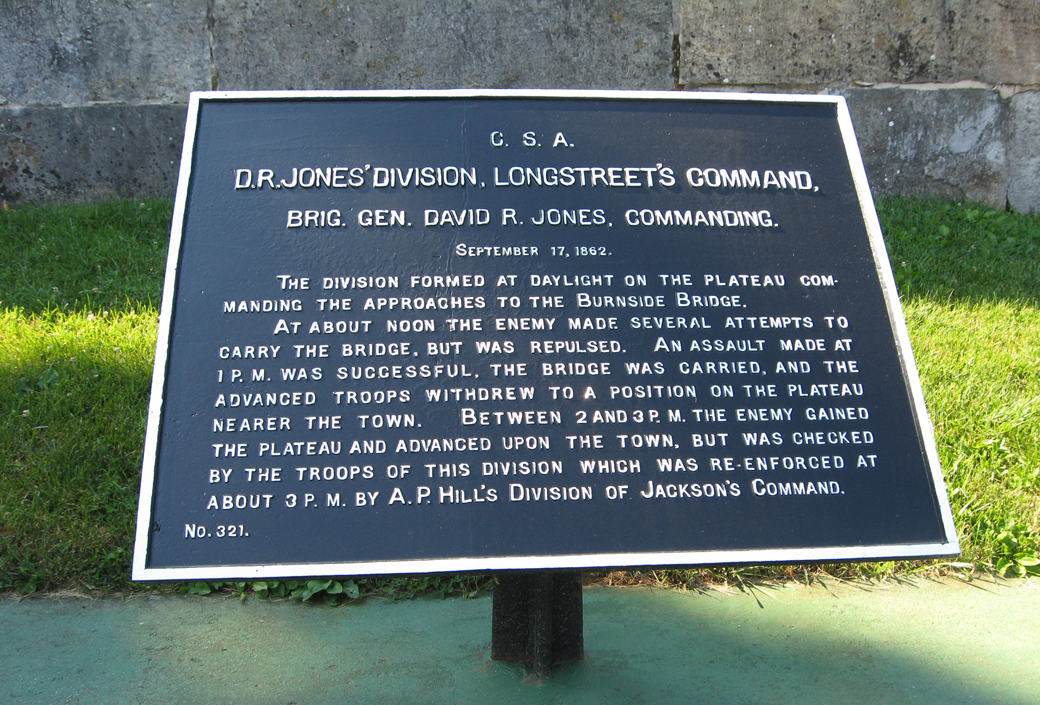 C. S. A.
D.R. JONES' DIVISION, LONGSTREET'S COMMAND,
BRIG. GEN. DAVID R. JONES, COMMANDING.
SEPTEMBER 17, 1862.
THE DIVISION FORMED AT DAYLIGHT ON THE PLATEAU COM-
MANDING THE APPROACHES TO THE BURNSIDE BRIDGE.
AT ABOUT NOON THE ENEMY MADE SEVERAL ATTEMPTS TO
CARRY THE BRIDGE, BUT WAS REPULSED. AN ASSAULT MADE AT
1 P. M. WAS SUCCESSFUL, THE BRIDGE WAS CARRIED, AND THE
ADVANCED TROOPS WITHDREW TO A POSITION ON THE PLATEAU
NEARER THE TOWN. BETWEEN 2 AND 3 P. M. THE ENEMY GAINED
THE PLATEAU AND ADVANCED UPON THE TOWN, BUT WAS CHECKED
BY THE TROOPS OF THIS DIVISION WHICH WAS RE-ENFORCED AT
ABOUT 3 P. M. BY A. P. HILL'S DIVISION OF JACKSON'S COMMAND.
NO. 321.